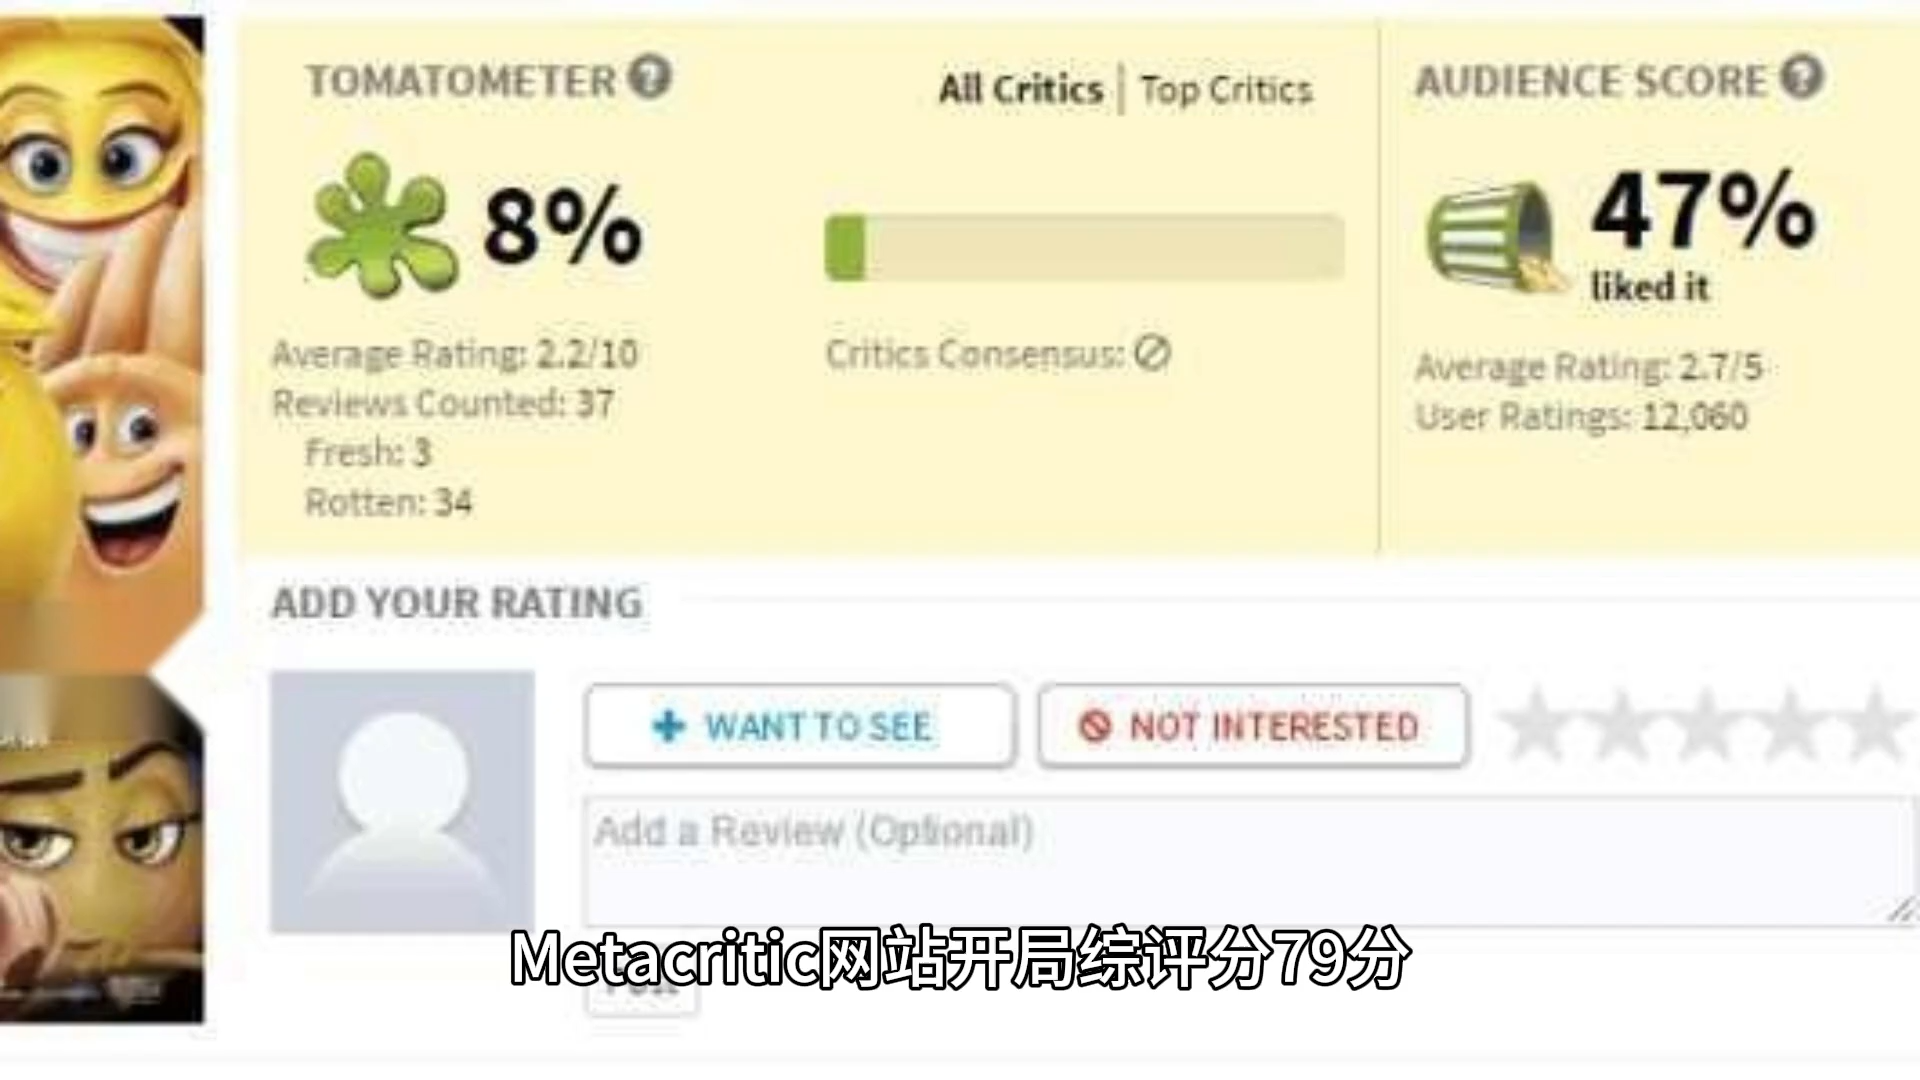 TOMATOMETER
All Critics | Top Critics
AUDIENCE SCORE
8%
47%
liked it
Average Rating: 2.2/10
Reviews Counted: 37
Fresh: 3
Rotten: 34
Critics Consensus:
Average Rating: 2.7/5
User Ratings: 12,060
ADD YOUR RATING
WANT TO SEE
NOT INTERESTED
Add a Review (Optional)
Metacritic网站开局综评分79分